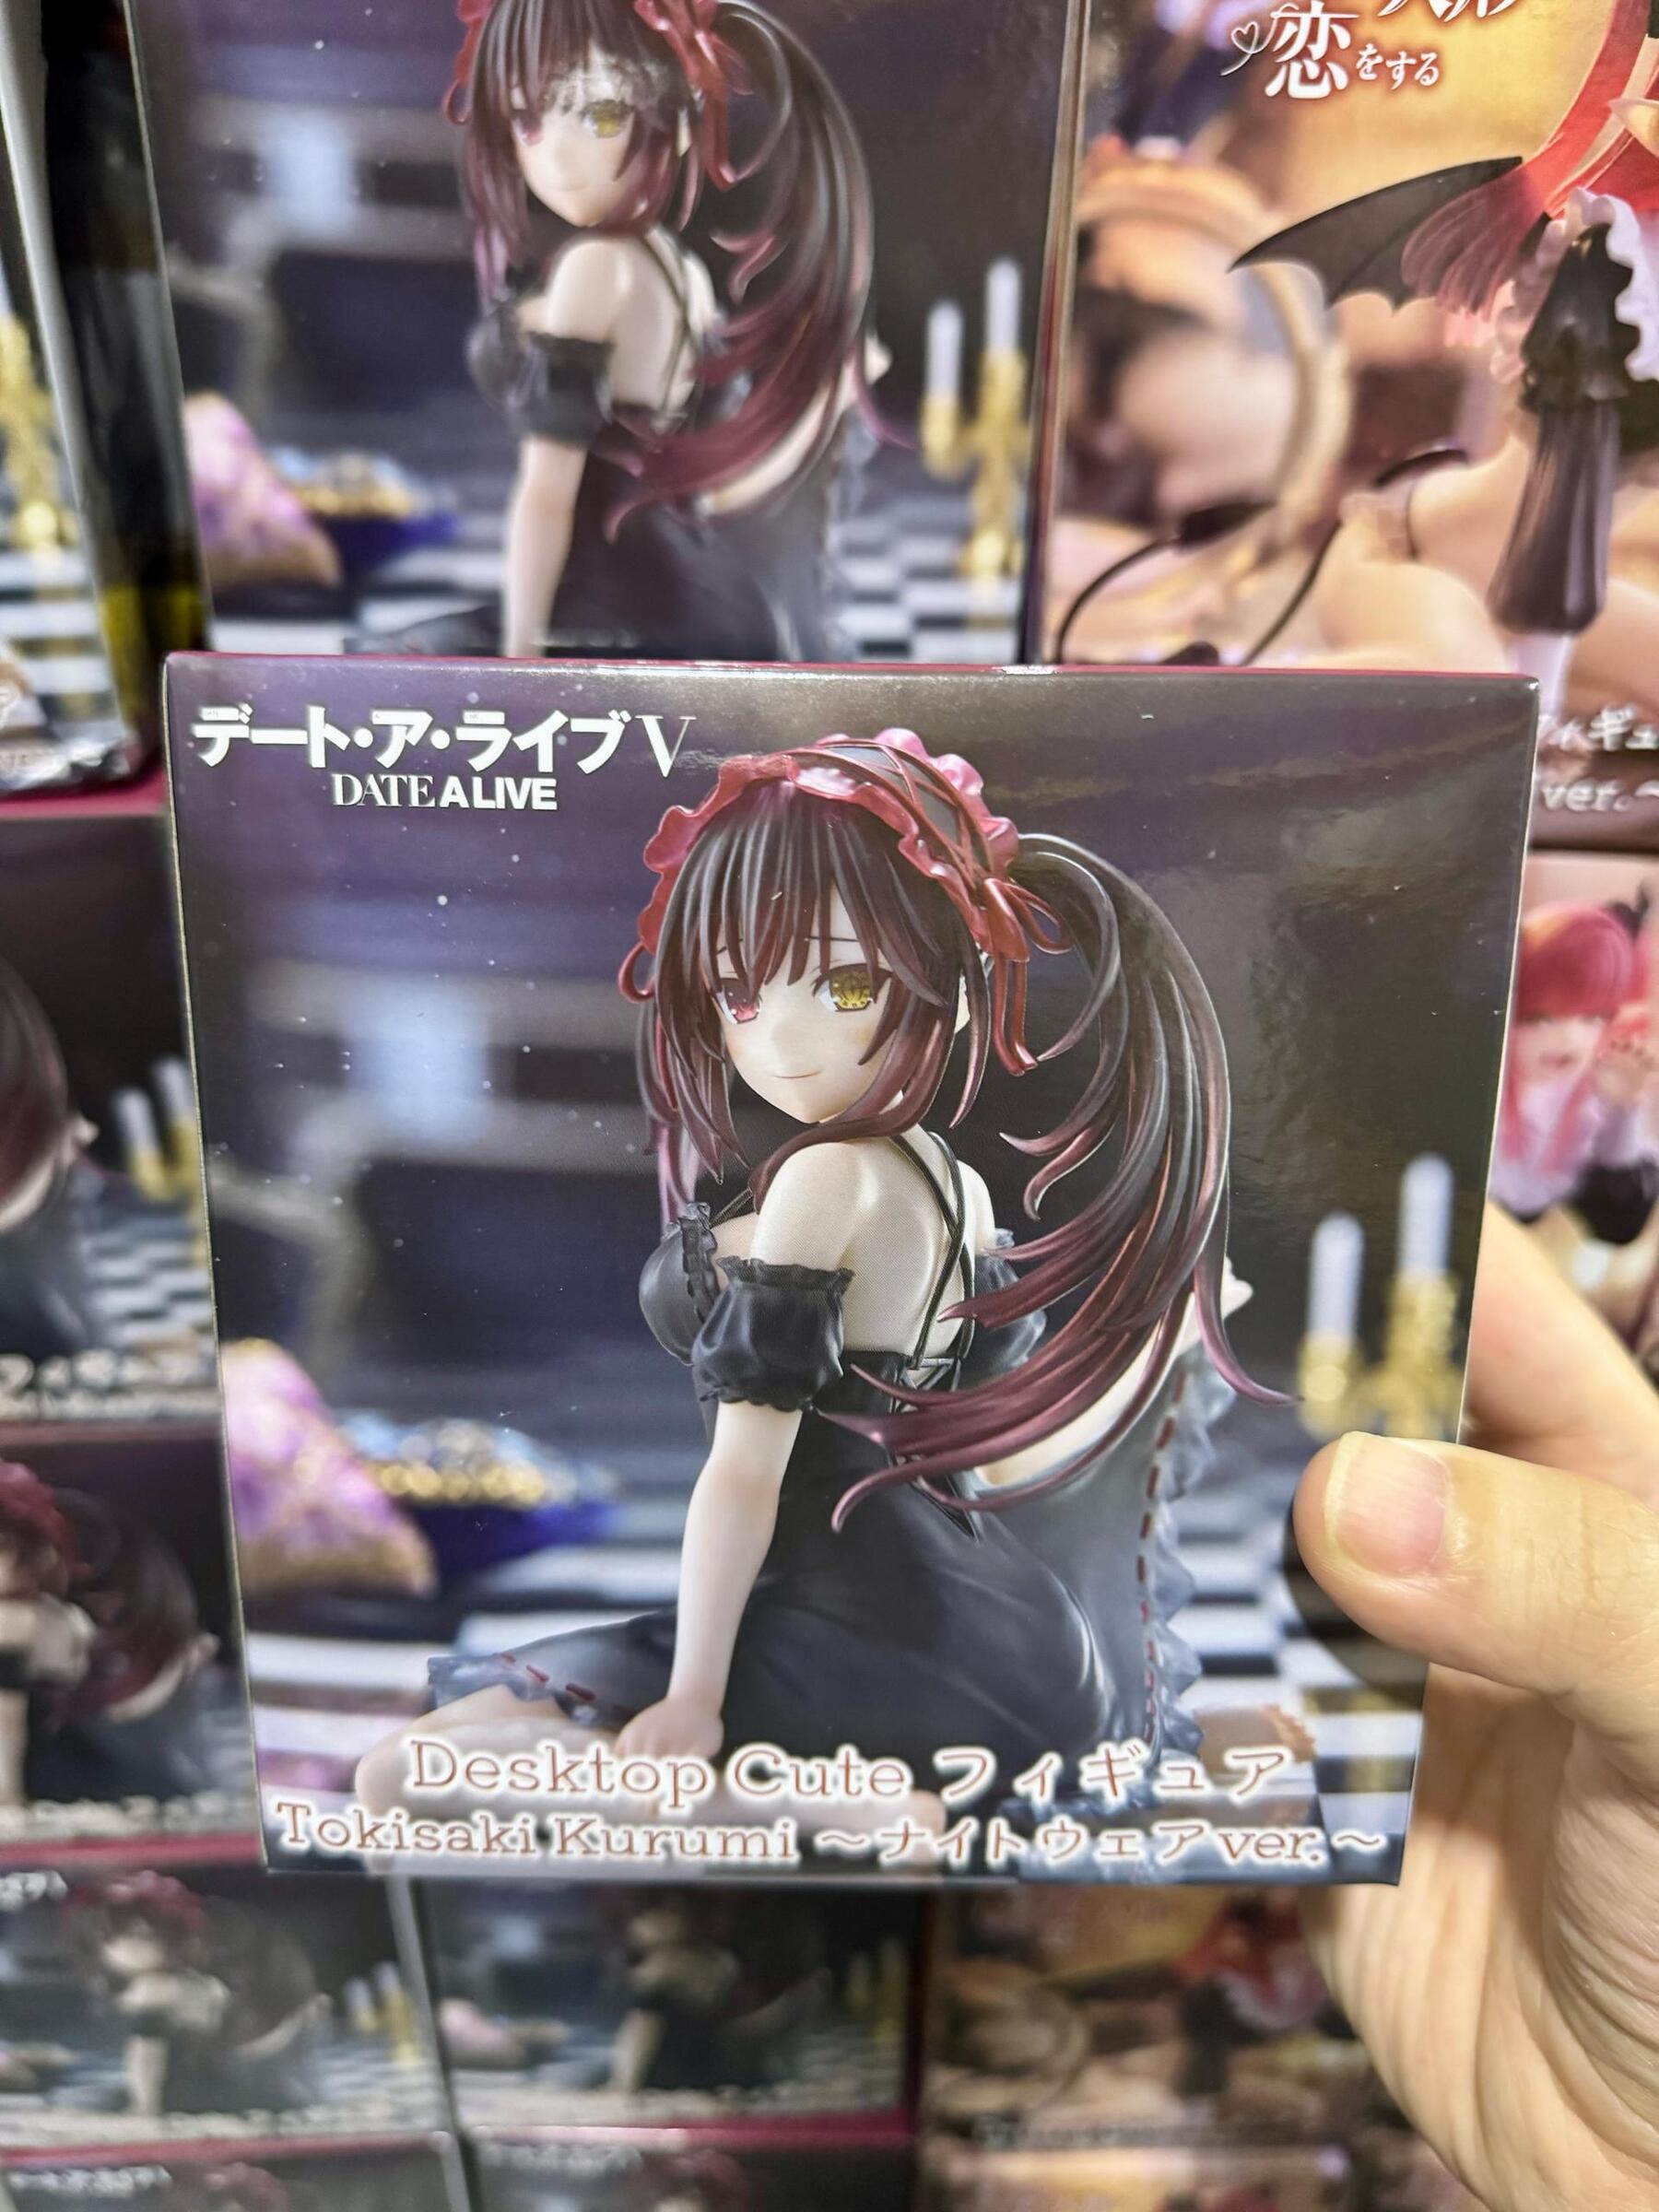 恋をする
デート・ア・ライブV
DATE A LIVE
ver.～
Desktop Cute フィギュア
Tokisaki Kurumi ～ナイトウェアver.～